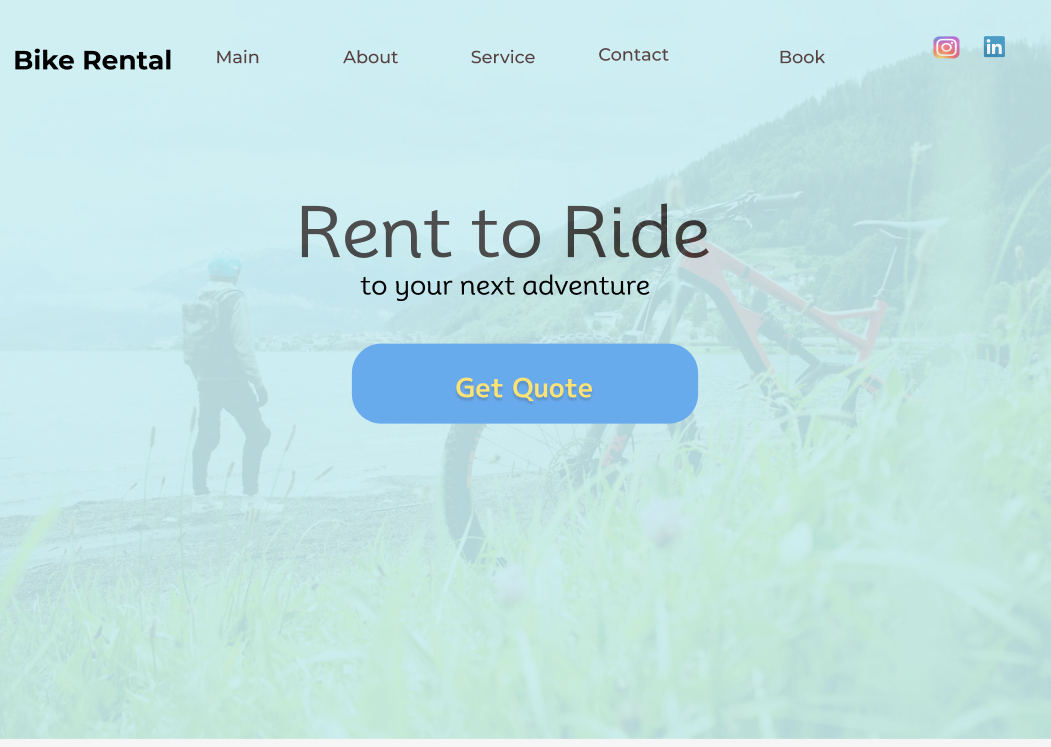 Bike Rental Main About Service Contact Book
Rent to Ride
to your next adventure
Get Quote